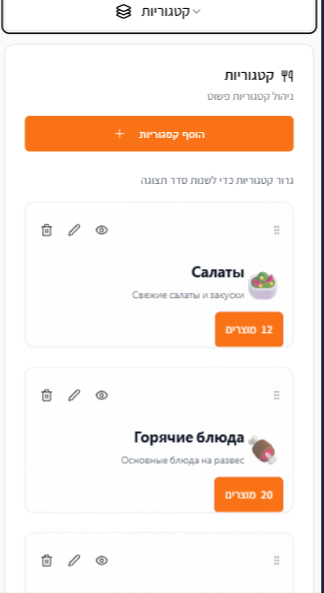 קטגוריות
קטגוריות
ניהול קטגוריות פשוט
הוסף קטגוריות +
גרור קטגוריות כדי לשנות סדר תצוגה
Салаты
Свежие салаты и закуски
12 מוצרים
Горячие блюда
Основные блюда на развес
20 מוצרים